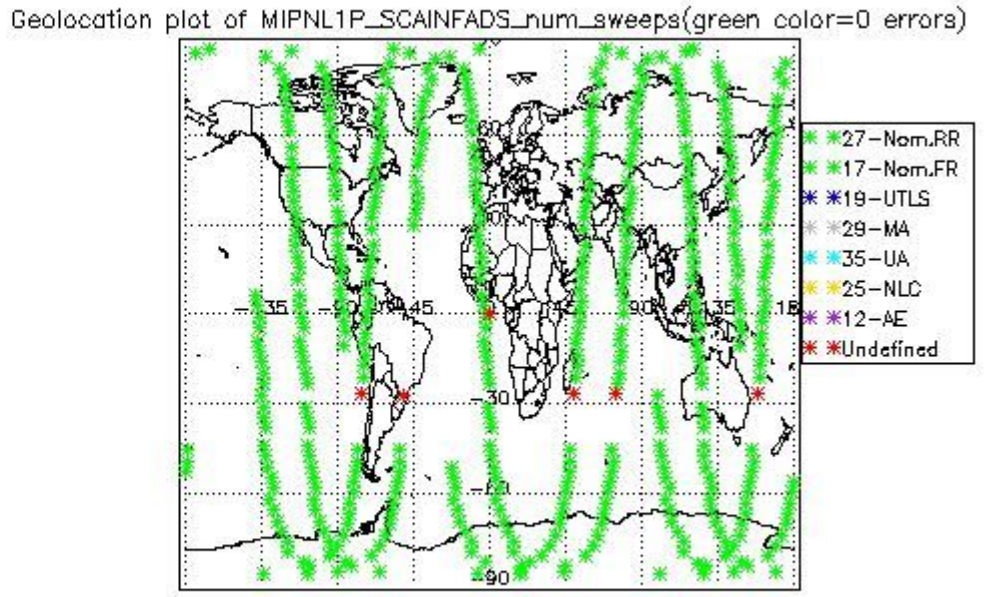 Geolocation plot of MIPNL1P_SCAINFADS_num_sweeps(green color=0 errors)
27-Nom.RR
17-Nom.FR
19-UTLS
29-MA
35-UA
25-NLC
12-AE
Undefined
-135
-90
-45
90
135
-30
-60
-90